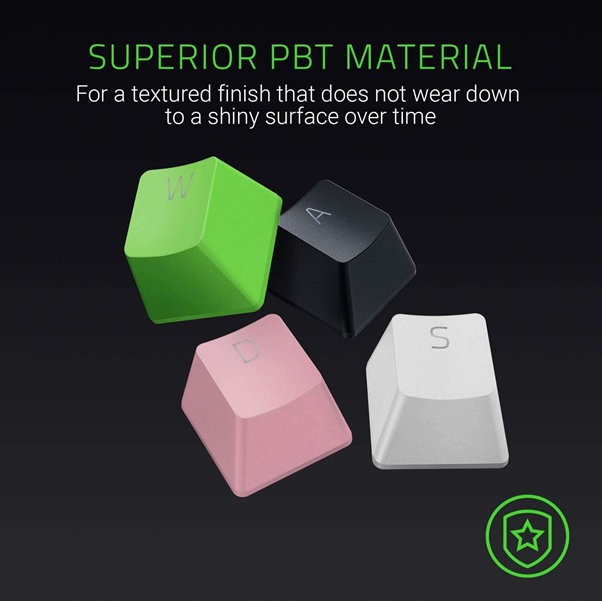 SUPERIOR PBT MATERIAL
For a textured finish that does not wear down
to a shiny surface over time
W
A
D
S